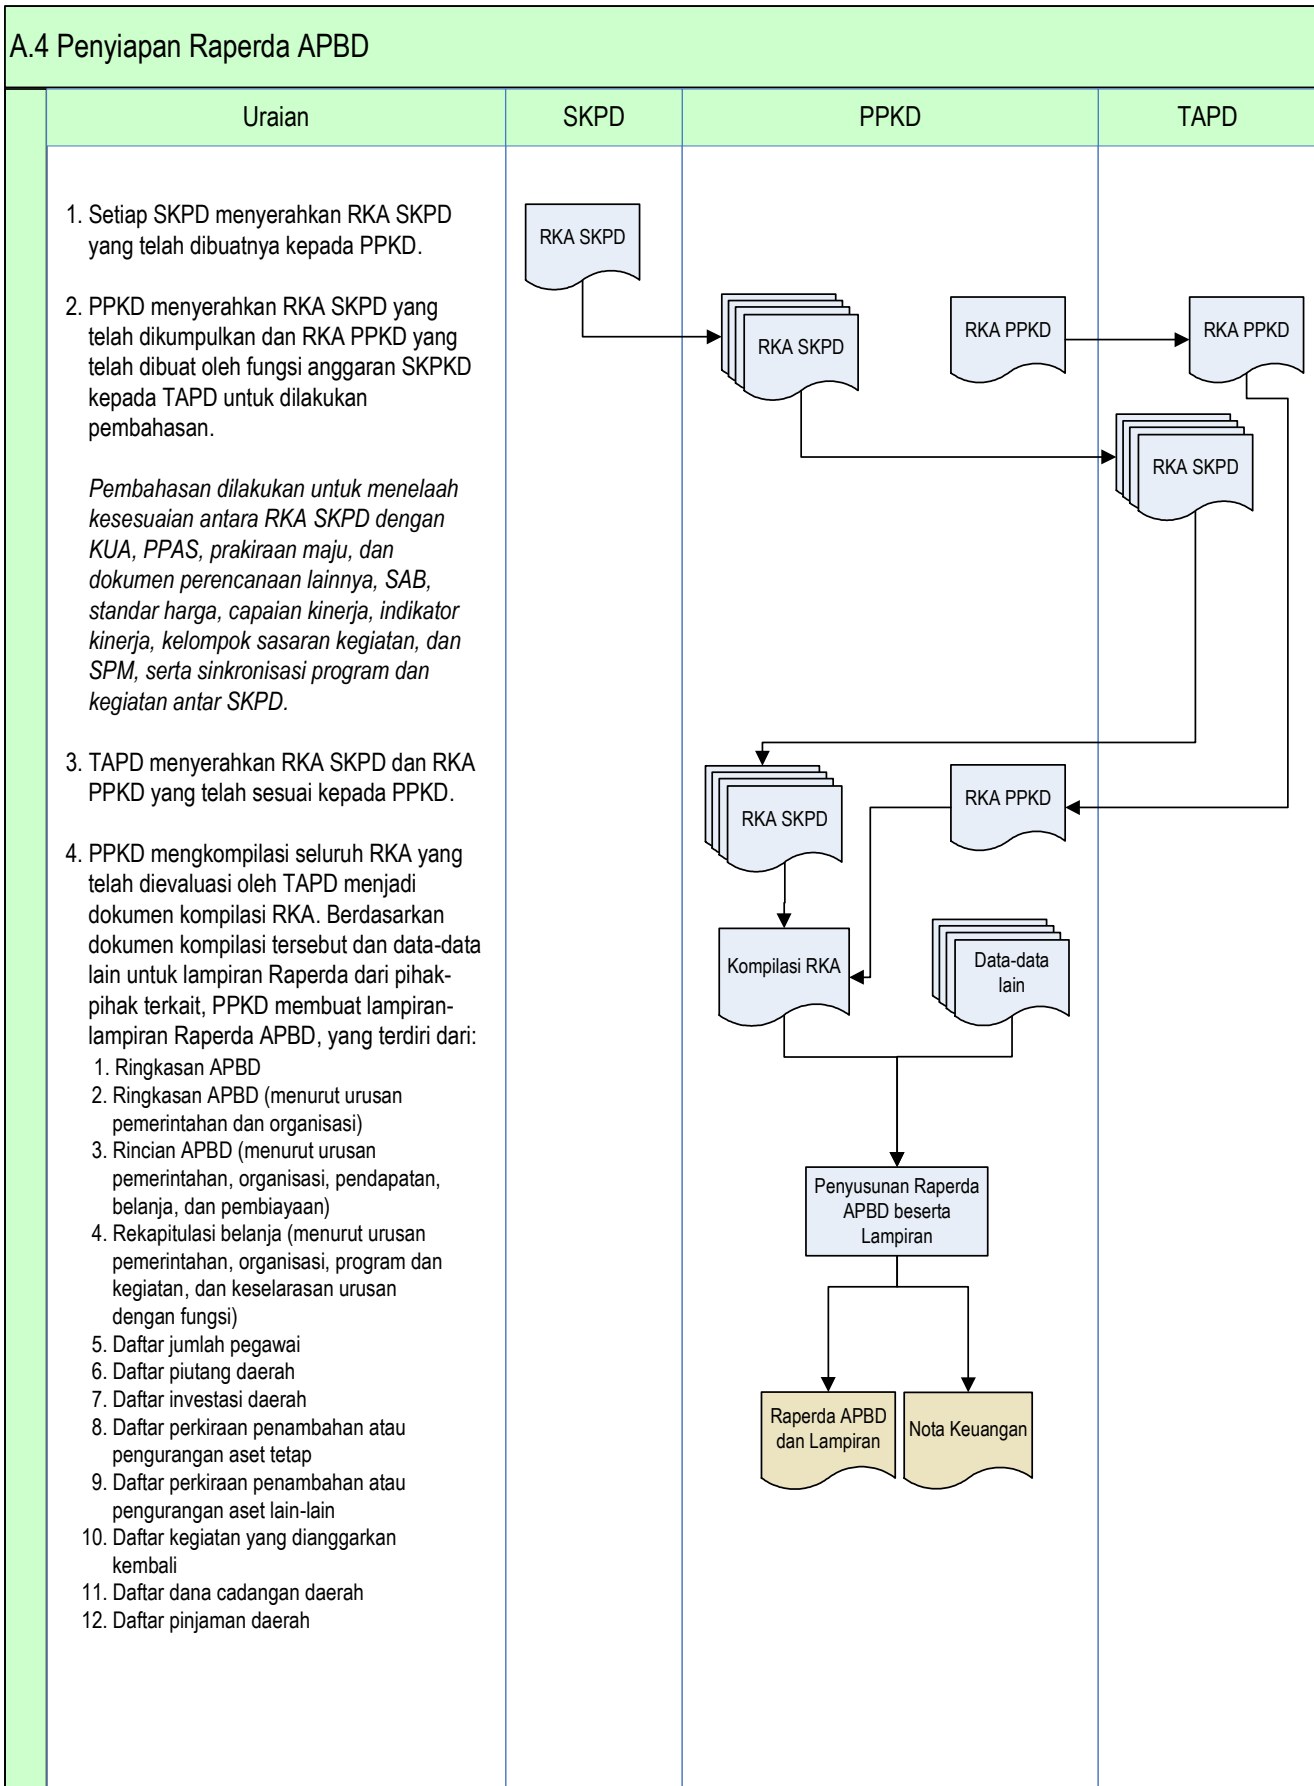 A.4 Penyiapan Raperda APBD
Uraian
SKPD
PPKD
TAPD
1. Setiap SKPD menyerahkan RKA SKPD
yang telah dibuatnya kepada PPKD.
2. PPKD menyerahkan RKA SKPD yang
telah dikumpulkan dan RKA PPKD yang
telah dibuat oleh fungsi anggaran SKPKD
kepada TAPD untuk dilakukan
pembahasan.
Pembahasan dilakukan untuk menelaah
kesesuaian antara RKA SKPD dengan
KUA, PPAS, prakiraan maju, dan
dokumen perencanaan lainnya, SAB,
standar harga, capaian kinerja, indikator
kinerja, kelompok sasaran kegiatan, dan
SPM, serta sinkronisasi program dan
kegiatan antar SKPD.
3. TAPD menyerahkan RKA SKPD dan RKA
PPKD yang telah sesuai kepada PPKD.
4. PPKD mengkompilasi seluruh RKA yang
telah dievaluasi oleh TAPD menjadi
dokumen kompilasi RKA. Berdasarkan
dokumen kompilasi tersebut dan data-data
lain untuk lampiran Raperda dari pihak-
pihak terkait, PPKD membuat lampiran-
lampiran Raperda APBD, yang terdiri dari:
1. Ringkasan APBD
2. Ringkasan APBD (menurut urusan
pemerintahan dan organisasi)
3. Rincian APBD (menurut urusan
pemerintahan, organisasi, pendapatan,
belanja, dan pembiayaan)
4. Rekapitulasi belanja (menurut urusan
pemerintahan, organisasi, program dan
kegiatan, dan keselarasan urusan
dengan fungsi)
5. Daftar jumlah pegawai
6. Daftar piutang daerah
7. Daftar investasi daerah
8. Daftar perkiraan penambahan atau
pengurangan aset tetap
9. Daftar perkiraan penambahan atau
pengurangan aset lain-lain
10. Daftar kegiatan yang dianggarkan
kembali
11. Daftar dana cadangan daerah
12. Daftar pinjaman daerah
RKA SKPD
RKA SKPD
RKA PPKD
RKA PPKD
RKA SKPD
RKA SKPD
RKA PPKD
Kompilasi RKA
Data-data
lain
Penyusunan Raperda
APBD beserta
Lampiran
Raperda APBD
dan Lampiran
Nota Keuangan